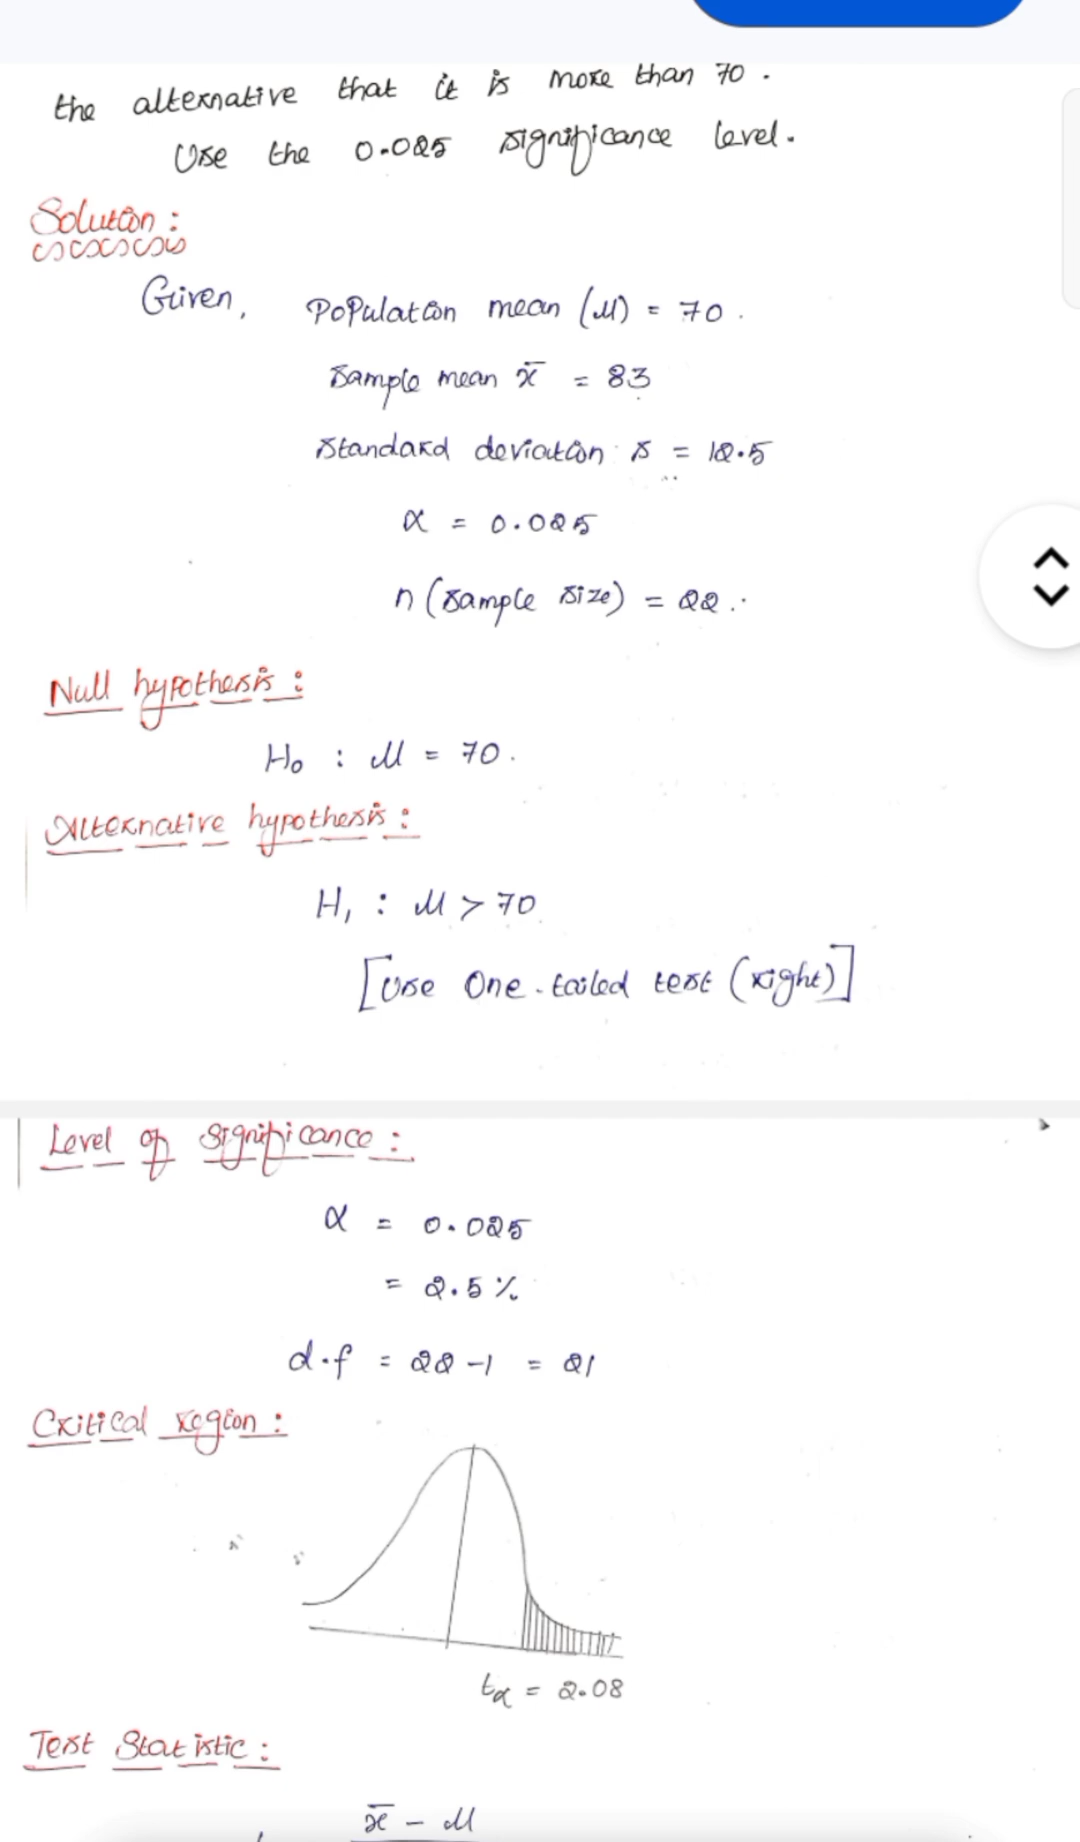 the alternative that it is more than 70.
Use the 0.025 significance level.
Solution:
Given, Population mean (μ) = 70.
Sample mean x̄ = 83
Standard deviation s = 12.5
α = 0.025
n (sample size) = 22.
Null hypothesis:
H₀ : μ = 70.
Alternative hypothesis:
H₁ : μ > 70
[Use One-tailed test (right)]
Level of significance:
α = 0.025
= 2.5 %
d.f = 22 - 1 = 21
Critical region:
tα = 2.08
Test Statistic:
x̄ - μ